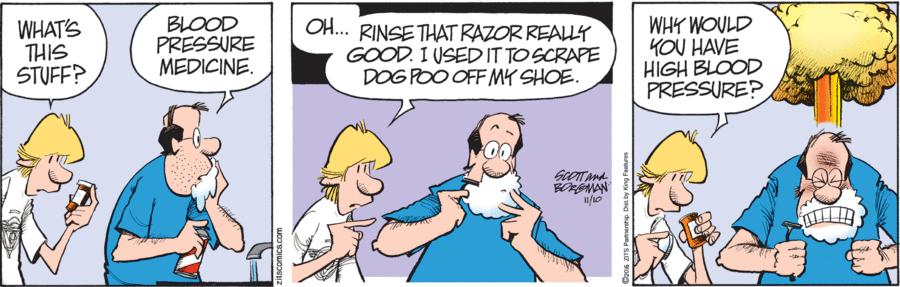 WHAT'S
THIS
STUFF?
BLOOD
PRESSURE
MEDICINE.
zitscomics.com
OH...
RINSE THAT RAZOR REALLY
GOOD. I USED IT TO SCRAPE
DOG POO OFF MY SHOE.
SCOTT and
BORGMAN
11/10
©2016 ZITS Partnership. Dist. by King Features
WHY WOULD
YOU HAVE
HIGH BLOOD
PRESSURE?